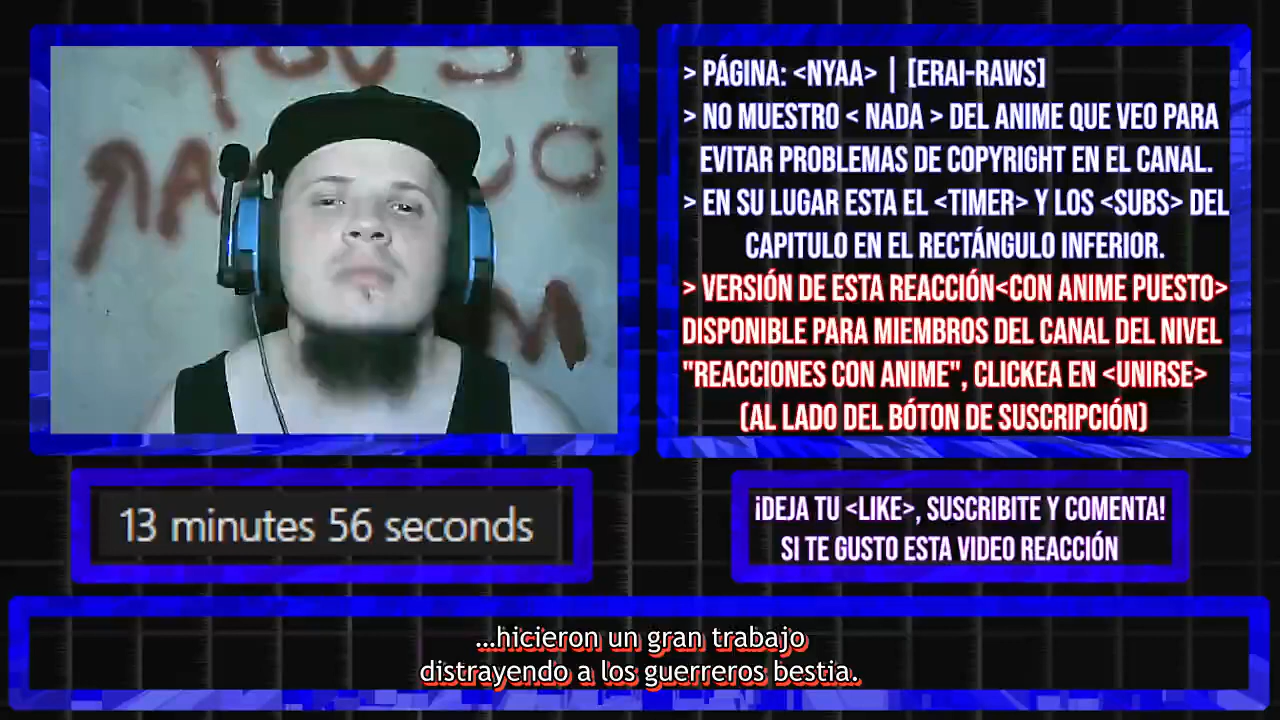 > PÁGINA: <NYAA> | [ERAI-RAWS]
> NO MUESTRO < NADA > DEL ANIME QUE VEO PARA
EVITAR PROBLEMAS DE COPYRIGHT EN EL CANAL.
> EN SU LUGAR ESTA EL <TIMER> Y LOS <SUBS> DEL
CAPITULO EN EL RECTÁNGULO INFERIOR.
> VERSIÓN DE ESTA REACCIÓN<CON ANIME PUESTO>
DISPONIBLE PARA MIEMBROS DEL CANAL DEL NIVEL
"REACCIONES CON ANIME", CLICKEA EN <UNIRSE>
(AL LADO DEL BÓTON DE SUSCRIPCIÓN)
13 minutes 56 seconds
¡DEJA TU <LIKE>, SUSCRIBITE Y COMENTA!
SI TE GUSTO ESTA VIDEO REACCIÓN
...hicieron un gran trabajo
distrayendo a los guerreros bestia.